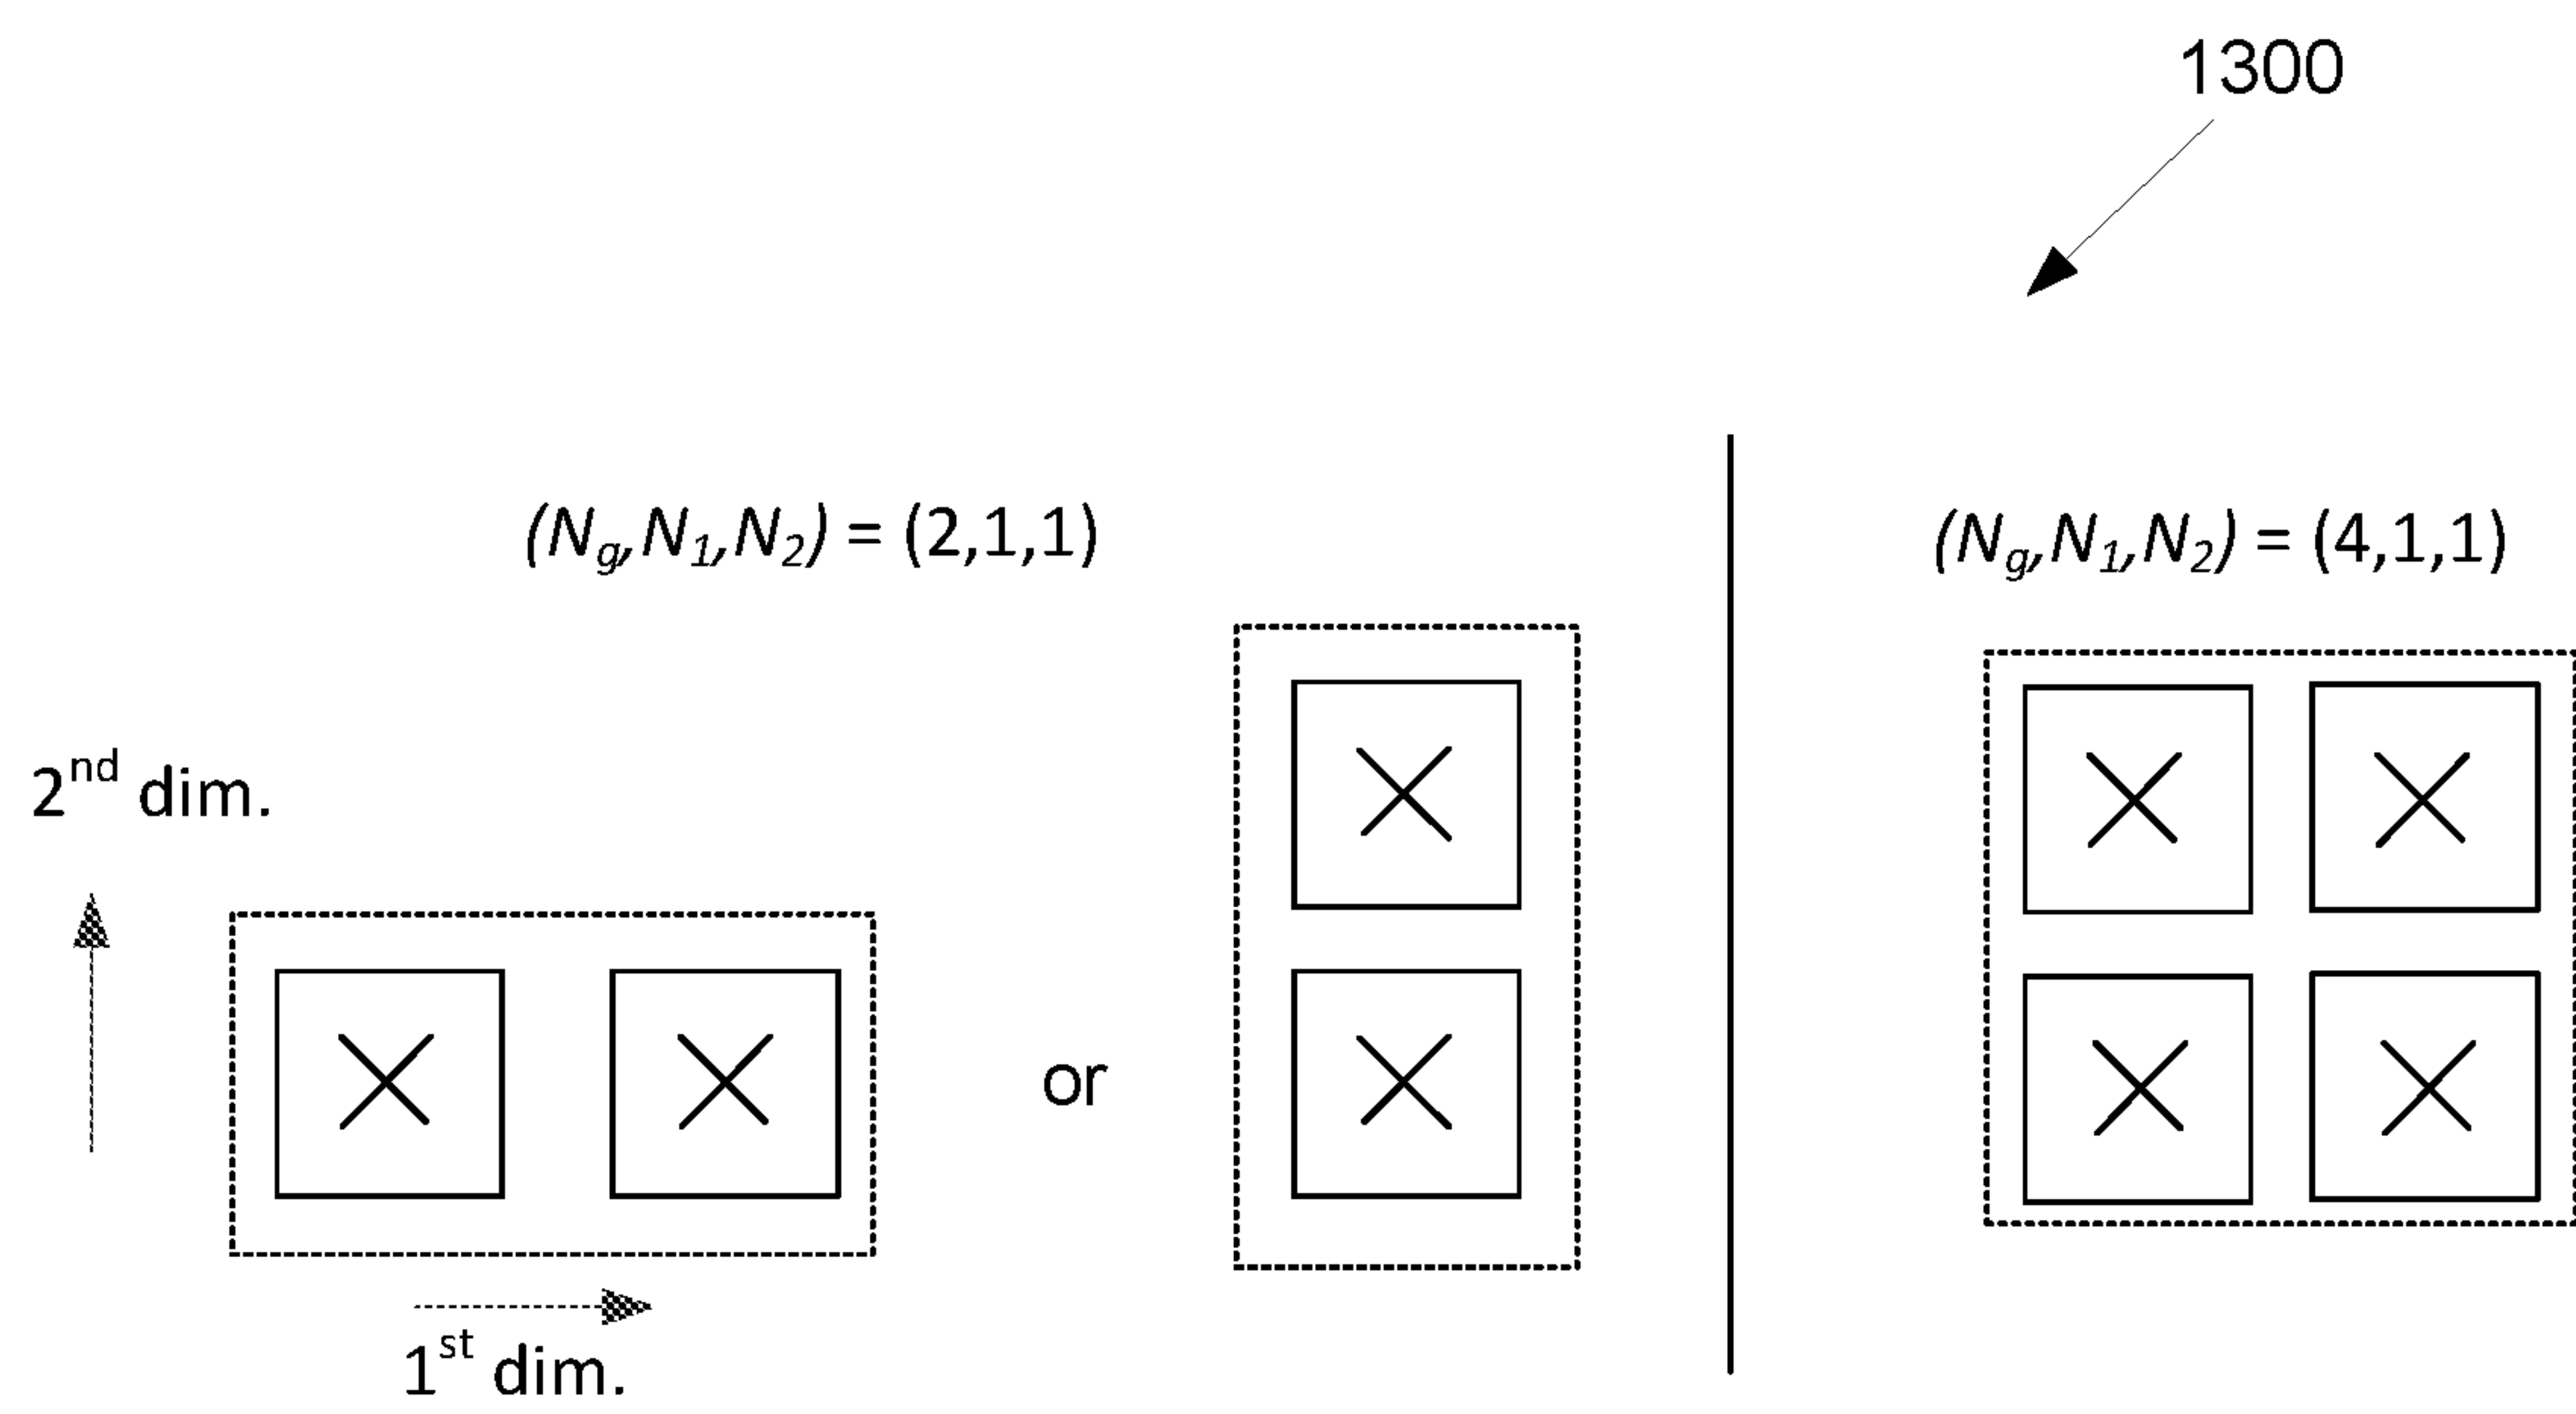 1300
(Ng,N1,N2) = (2,1,1)
(Ng,N1,N2) = (4,1,1)
2nd dim.
or
1st dim.